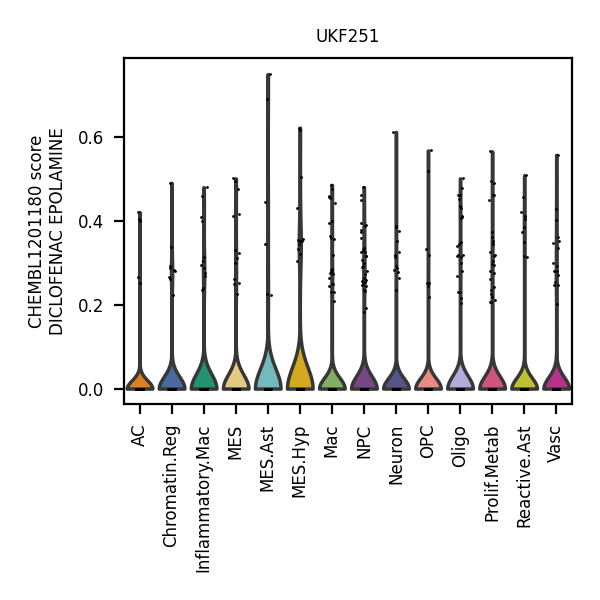 UKF251
CHEMBL1201180 score
DICLOFENAC EPOLAMINE
0.6
0.4
0.2
0.0
AC
Chromatin.Reg
Inflammatory.Mac
MES
MES.Ast
MES.Hyp
Mac
NPC
Neuron
OPC
Oligo
Prolif.Metab
Reactive.Ast
Vasc